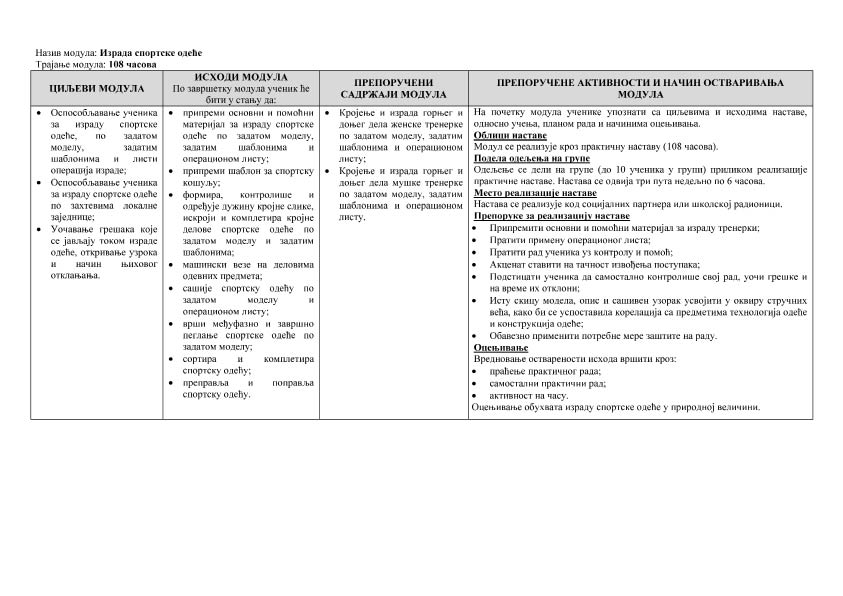 Назив модула: Израда спортске одеће
Трајање модула: 108 часова
ЦИЉЕВИ МОДУЛА
ИСХОДИ МОДУЛА
По завршетку модула ученик ће
бити у стању да:
ПРЕПОРУЧЕНИ
САДРЖАЈИ МОДУЛА
ПРЕПОРУЧЕНЕ АКТИВНОСТИ И НАЧИН ОСТВАРИВАЊА
МОДУЛА
• Оспособљавање ученика
за израду спортске
одеће, по задатом
моделу, задатим
шаблонима и листи
операција израде;
• Оспособљавање ученика
за израду спортске одеће
по захтевима локалне
заједнице;
• Уочавање грешака које
се јављају током израде
одеће, откривање узрока
и начин њиховог
отклањања.
• припреми основни и помоћни
материјал за израду спортске
одеће по задатом моделу,
задатим шаблонима и
операционом листу;
• припреми шаблон за спортску
кошуљу;
• формира, контролише и
одређује дужину кројне слике,
искроји и комплетира кројне
делове спортске одеће по
задатом моделу и задатим
шаблонима;
• машински везе на деловима
одевних предмета;
• сашије спортску одећу по
задатом моделу и
операционом листу;
• врши међуфазно и завршно
пеглање спортске одеће по
задатом моделу;
• сортира и комплетира
спортску одећу;
• преправља и поправља
спортску одећу.
• Кројење и израда горњег и
доњег дела женске тренерке
по задатом моделу, задатим
шаблонима и операционом
листу;
• Кројење и израда горњег и
доњег дела мушке тренерке
по задатом моделу, задатим
шаблонима и операционом
листу.
На почетку модула ученике упознати са циљевима и исходима наставе,
односно учења, планом рада и начинима оцењивања.
Облици наставе
Модул се реализује кроз практичну наставу (108 часова).
Подела одељења на групе
Одељење се дели на групе (до 10 ученика у групи) приликом реализације
практичне наставе. Настава се одвија три пута недељно по 6 часова.
Место реализације наставе
Настава се реализује код социјалних партнера или школској радионици.
Препоруке за реализацију наставе
• Припремити основни и помоћни материјал за израду тренерки;
• Пратити примену операционог листа;
• Пратити рад ученика уз контролу и помоћ;
• Акценат ставити на тачност извођења поступака;
• Подстицати ученика да самостално контролише свој рад, уочи грешке и
на време их отклони;
• Исту скицу модела, опис и сашивен узорак усвојити у оквиру стручних
већа, како би се успоставила корелација са предметима технологија одеће
и конструкција одеће;
• Обавезно применити потребне мере заштите на раду.
Оцењивање
Вредновање остварености исхода вршити кроз:
• праћење практичног рада;
• самостални практични рад;
• активност на часу.
Оцењивање обухвата израду спортске одеће у природној величини.